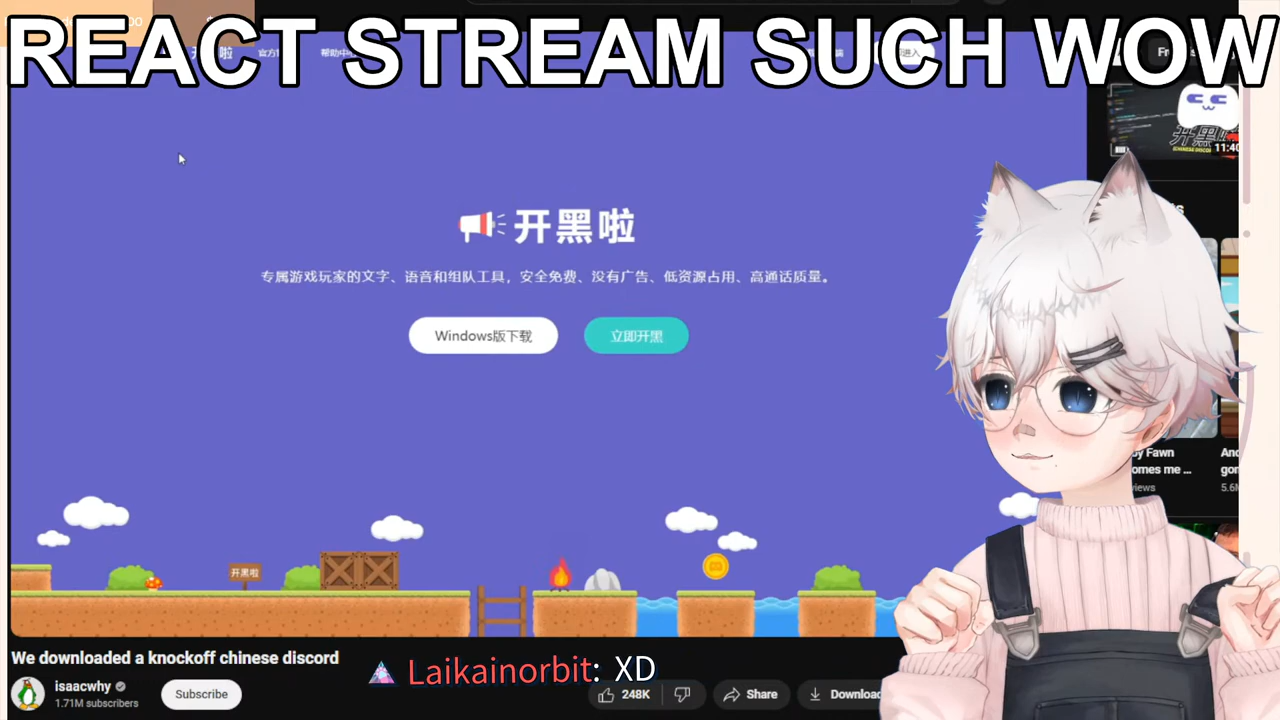 REACT STREAM SUCH WOW
开黑啦
专属游戏玩家的文字、语音和组队工具，安全免费、没有广告、低资源占用、高通话质量。
Windows版下载
立即开黑
开黑啦
11:40
We downloaded a knockoff chinese discord
isaacwhy
1.71M subscribers
Subscribe
Laikainorbit: XD
248K
Share
Download